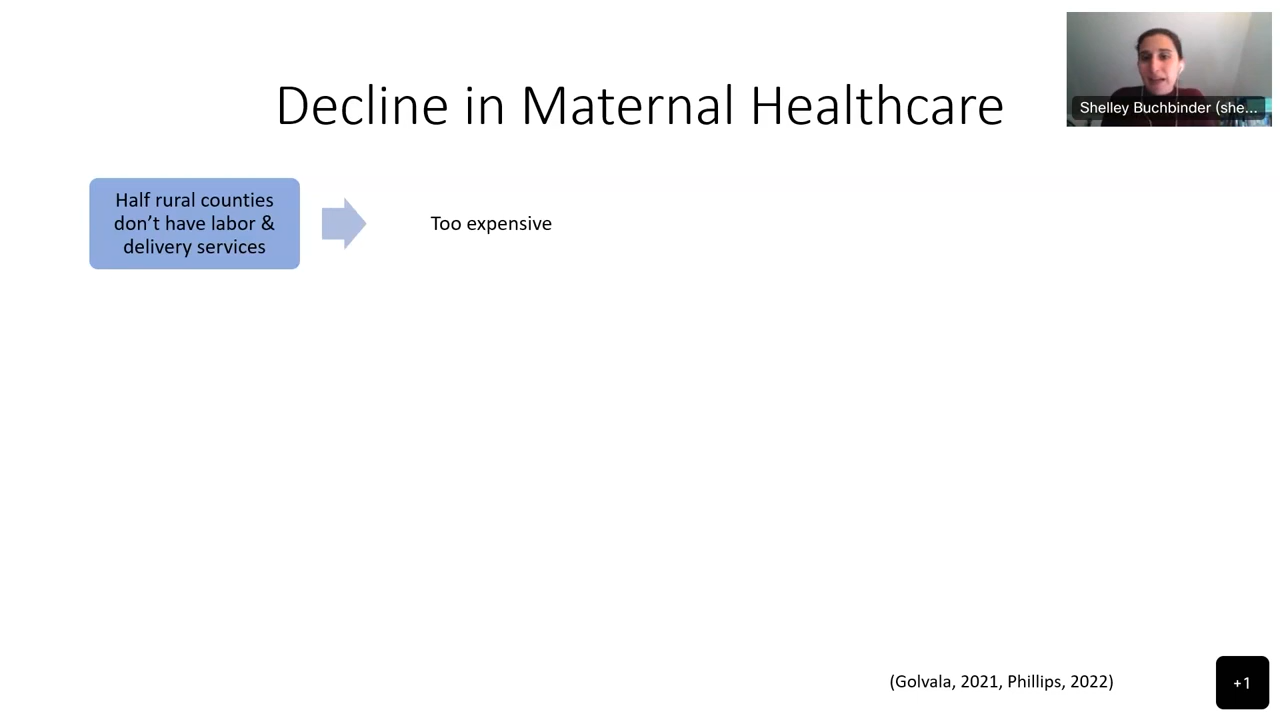 Decline in Maternal Healthcare
Shelley Buchbinder (she...
Half rural counties
don’t have labor &
delivery services
Too expensive
(Golvala, 2021, Phillips, 2022)
+1